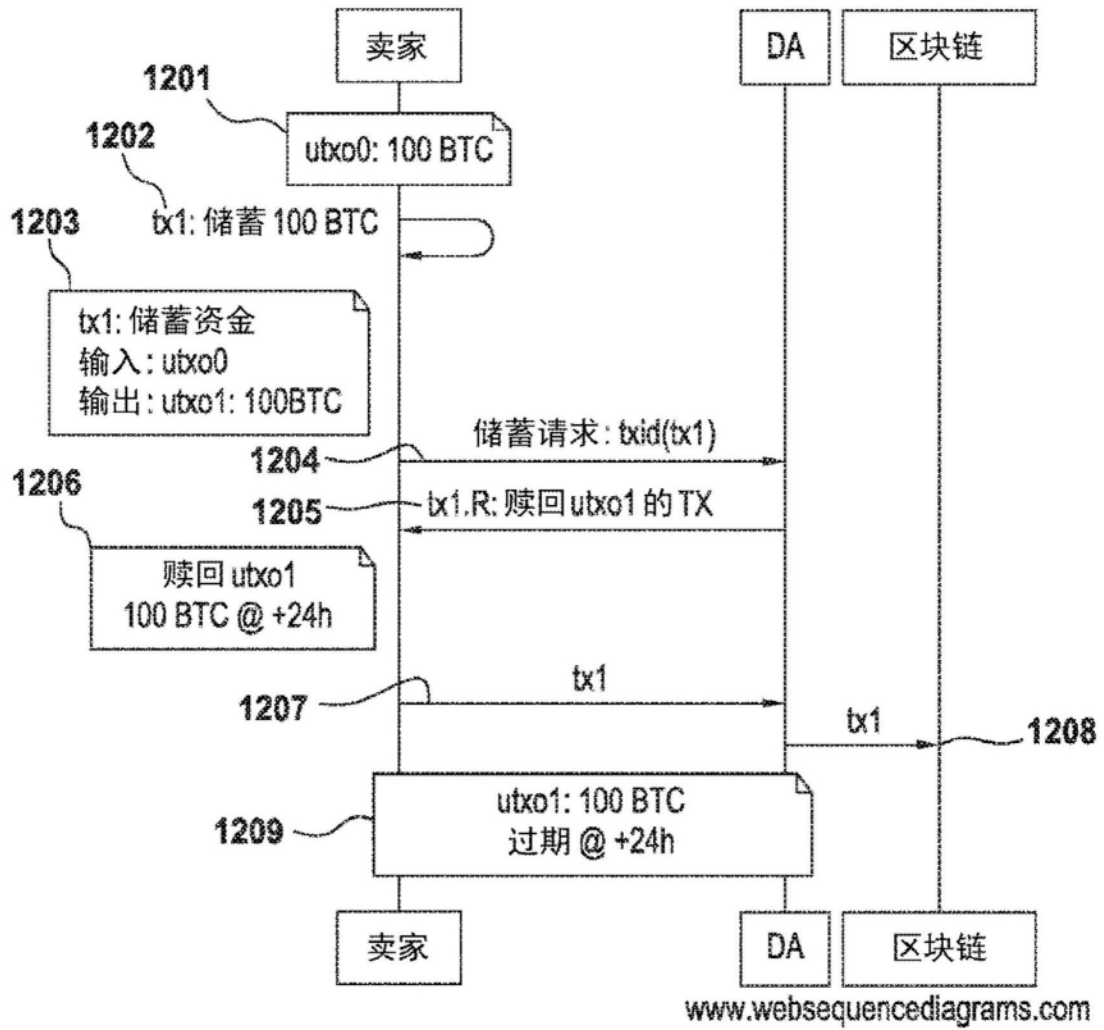 卖家
DA
区块链
1201
utxo0: 100 BTC
1202
tx1: 储蓄 100 BTC
1203
tx1: 储蓄资金
输入: utxo0
输出: utxo1: 100BTC
储蓄请求: txid(tx1)
1204
1206
tx1.R: 赎回 utxo1 的 TX
1205
赎回 utxo1
100 BTC @ +24h
tx1
1207
tx1
1208
utxo1: 100 BTC
过期 @ +24h
1209
卖家
DA
区块链
www.websequencediagrams.com